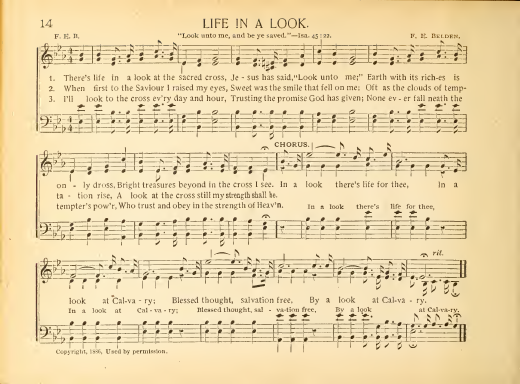 14 LIFE IN A LOOK.
F. E. B. "Look unto me, and be ye saved."—Isa. 45:22. F. E. BELDEN.
1. There's life in a look at the sacred cross, Je - sus has said, "Look unto me;" Earth with its rich-es is
2. When first to the Saviour I raised my eyes, Sweet was the smile that fell on me; Oft as the clouds of temp-
3. I'll look to the cross ev'ry day and hour, Trusting the promise God has given; None ev - er fall neath the
CHORUS.
on - ly dross, Bright treasures beyond in the cross I see. In a look there's life for thee, In a
ta - tion rise, A look at the cross still my strength shall be.
tempter's pow'r, Who trust and obey in the strength of Heav'n. In a look there's life for thee,
rit.
look at Cal-va - ry; Blessed thought, salvation free, By a look at Cal-va - ry.
In a look at Cal - va - ry; Blessed thought, sal - va-tion free, By a look at Cal-va-ry.
Copyright, Used by permission.